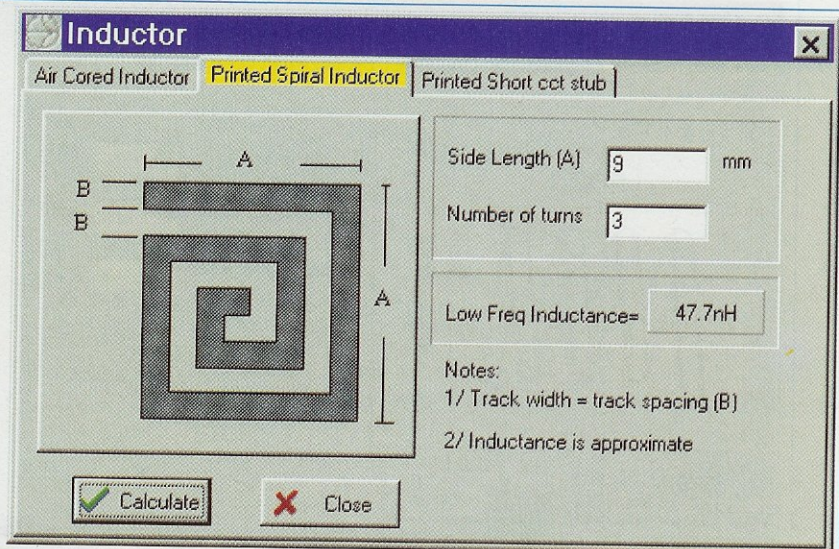 Inductor
Air Cored Inductor Printed Spiral Inductor Printed Short cct stub
A
B
B
A
Side Length (A) 9 mm
Number of turns 3
Low Freq Inductance= 47.7nH
Notes:
1/ Track width = track spacing (B)
2/ Inductance is approximate
Calculate Close